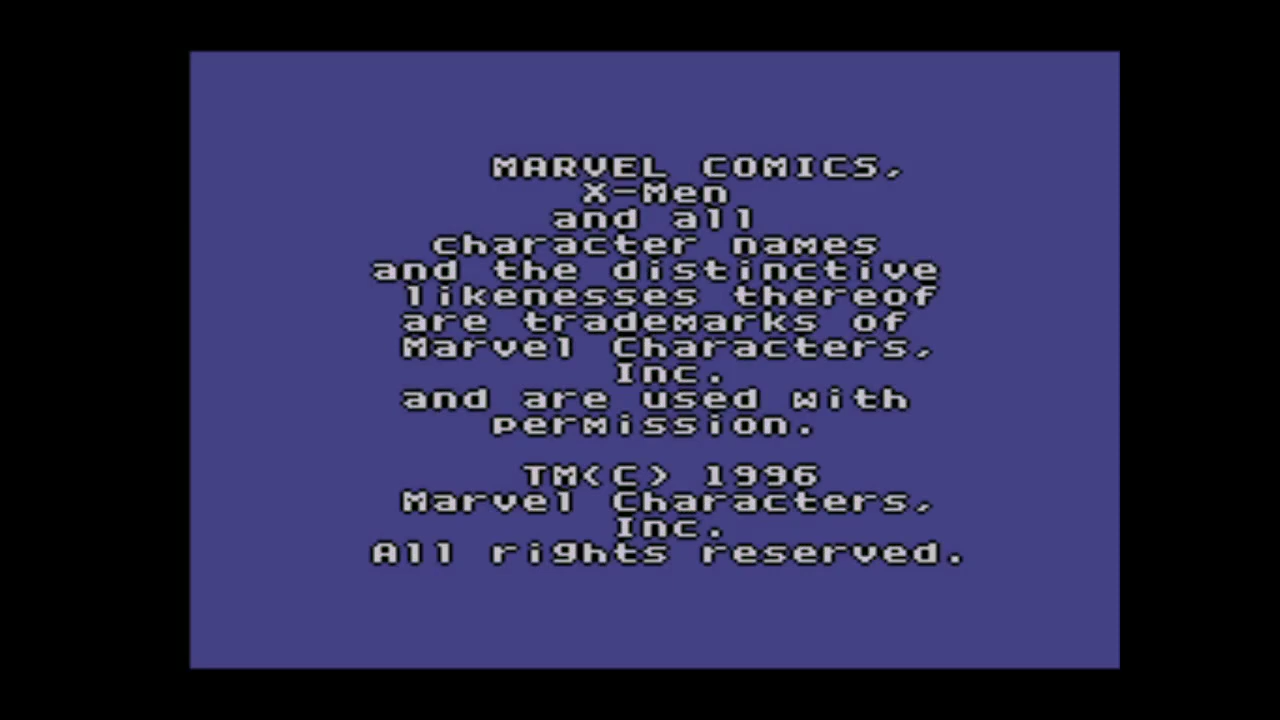 MARVEL COMICS,
X-Men
and all
character names
and the distinctive
likenesses thereof
are trademarks of
Marvel Characters,
Inc.
and are used with
permission.
TM(C) 1996
Marvel Characters,
Inc.
All rights reserved.